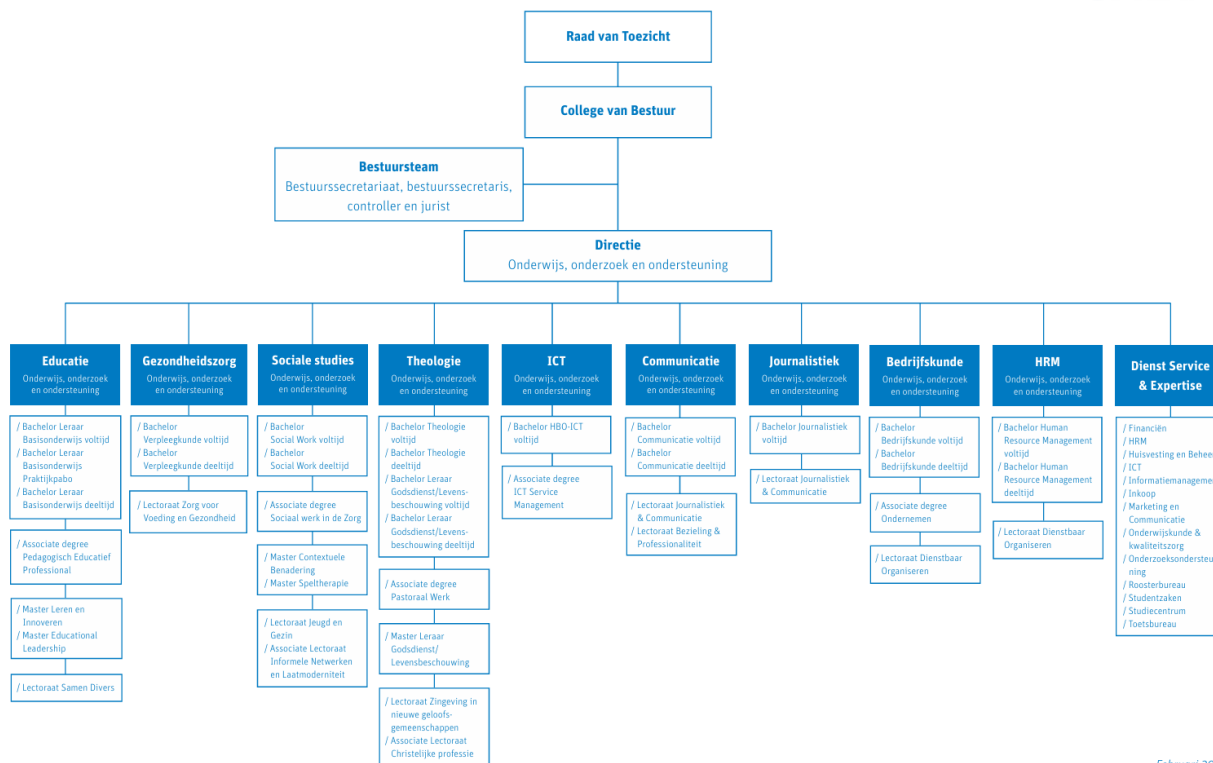 Raad van Toezicht
College van Bestuur
Bestuursteam
Bestuurssecretariaat, bestuurssecretaris,
controller en jurist
Directie
Onderwijs, onderzoek en ondersteuning
Educatie
Onderwijs, onderzoek
en ondersteuning
/ Bachelor Leraar
Basisonderwijs voltijd
/ Bachelor Leraar
Basisonderwijs
Praktijkpabo
/ Bachelor Leraar
Basisonderwijs deeltijd
/ Associate degree
Pedagogisch Educatief
Professional
/ Master Leren en
Innoveren
/ Master Educational
Leadership
/ Lectoraat Samen Divers
Gezondheidszorg
Onderwijs, onderzoek
en ondersteuning
/ Bachelor
Verpleegkunde voltijd
/ Bachelor
Verpleegkunde deeltijd
/ Lectoraat Zorg voor
Voeding en Gezondheid
Sociale studies
Onderwijs, onderzoek
en ondersteuning
/ Bachelor
Social Work voltijd
/ Bachelor
Social Work deeltijd
/ Associate degree
Sociaal werk in de Zorg
/ Master Contextuele
Benadering
/ Master Speltherapie
/ Lectoraat Jeugd en
Gezin
/ Associate Lectoraat
Informele Netwerken
en Laatmoderniteit
Theologie
Onderwijs, onderzoek
en ondersteuning
/ Bachelor Theologie
voltijd
/ Bachelor Theologie
deeltijd
/ Bachelor Leraar
Godsdienst/Levens-
beschouwing voltijd
/ Bachelor Leraar
Godsdienst/Levens-
beschouwing deeltijd
/ Associate degree
Pastoraal Werk
/ Master Leraar
Godsdienst/
Levensbeschouwing
/ Lectoraat Zingeving in
nieuwe geloofs-
gemeenschappen
/ Associate Lectoraat
Christelijke professie
ICT
Onderwijs, onderzoek
en ondersteuning
/ Bachelor HBO-ICT
voltijd
/ Associate degree
ICT Service
Management
Communicatie
Onderwijs, onderzoek
en ondersteuning
/ Bachelor
Communicatie voltijd
/ Bachelor
Communicatie deeltijd
/ Lectoraat Journalistiek
& Communicatie
/ Lectoraat Bezieling &
Professionaliteit
Journalistiek
Onderwijs, onderzoek
en ondersteuning
/ Bachelor Journalistiek
voltijd
/ Lectoraat Journalistiek
& Communicatie
Bedrijfskunde
Onderwijs, onderzoek
en ondersteuning
/ Bachelor
Bedrijfskunde voltijd
/ Bachelor
Bedrijfskunde deeltijd
/ Associate degree
Ondernemen
/ Lectoraat Dienstbaar
Organiseren
HRM
Onderwijs, onderzoek
en ondersteuning
/ Bachelor Human
Resource Management
voltijd
/ Bachelor Human
Resource Management
deeltijd
/ Lectoraat Dienstbaar
Organiseren
Dienst Service
& Expertise
/ Financiën
/ HRM
/ Huisvesting en Behee
/ ICT
/ Informatiemanageme
/ Inkoop
/ Marketing en
Communicatie
/ Onderwijskunde &
kwaliteitszorg
/ Onderzoeksondersteu
ning
/ Roosterbureau
/ Studentzaken
/ Studiecentrum
/ Toetsbureau